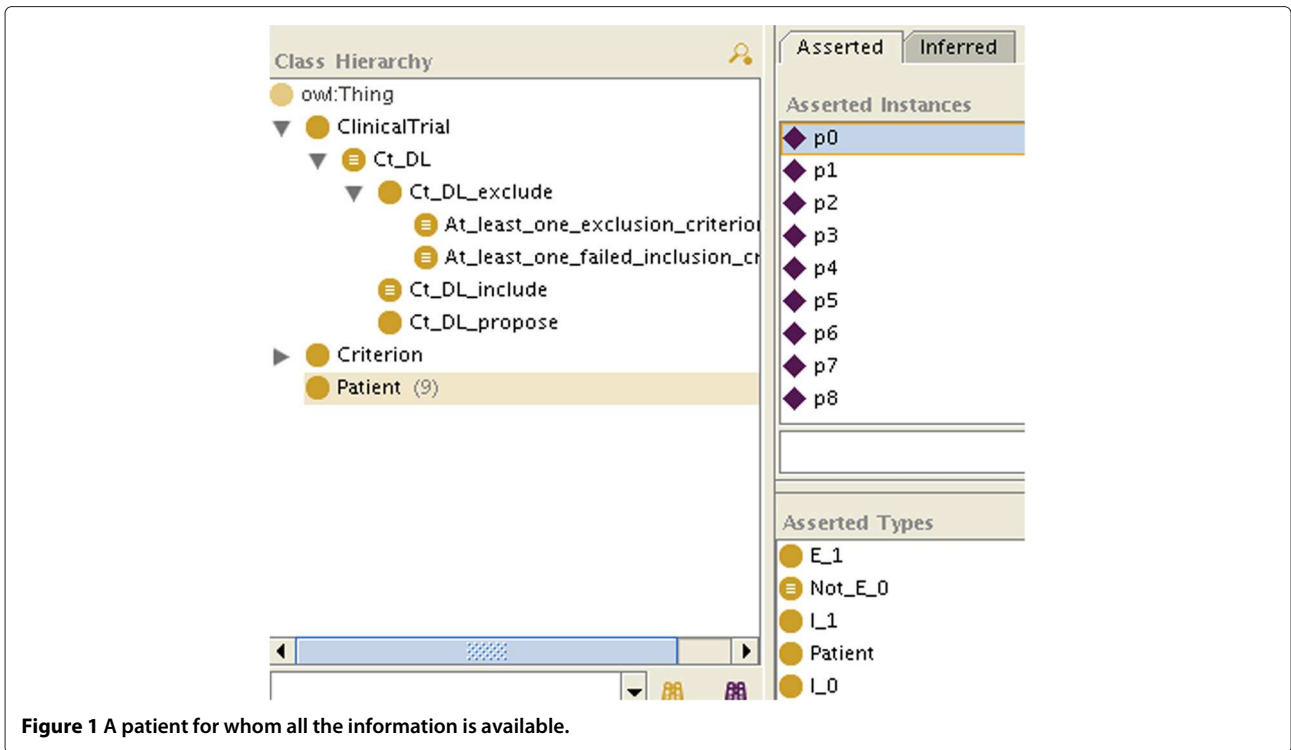 Class Hierarchy
owl:Thing
ClinicalTrial
Ct_DL
Ct_DL_exclude
At_least_one_exclusion_criterio
At_least_one_failed_inclusion_cr
Ct_DL_include
Ct_DL_propose
Criterion
Patient (9)
Asserted Inferred
Asserted Instances
p0
p1
p2
p3
p4
p5
p6
p7
p8
Asserted Types
E_1
Not_E_0
I_1
Patient
I_0
Figure 1 A patient for whom all the information is available.